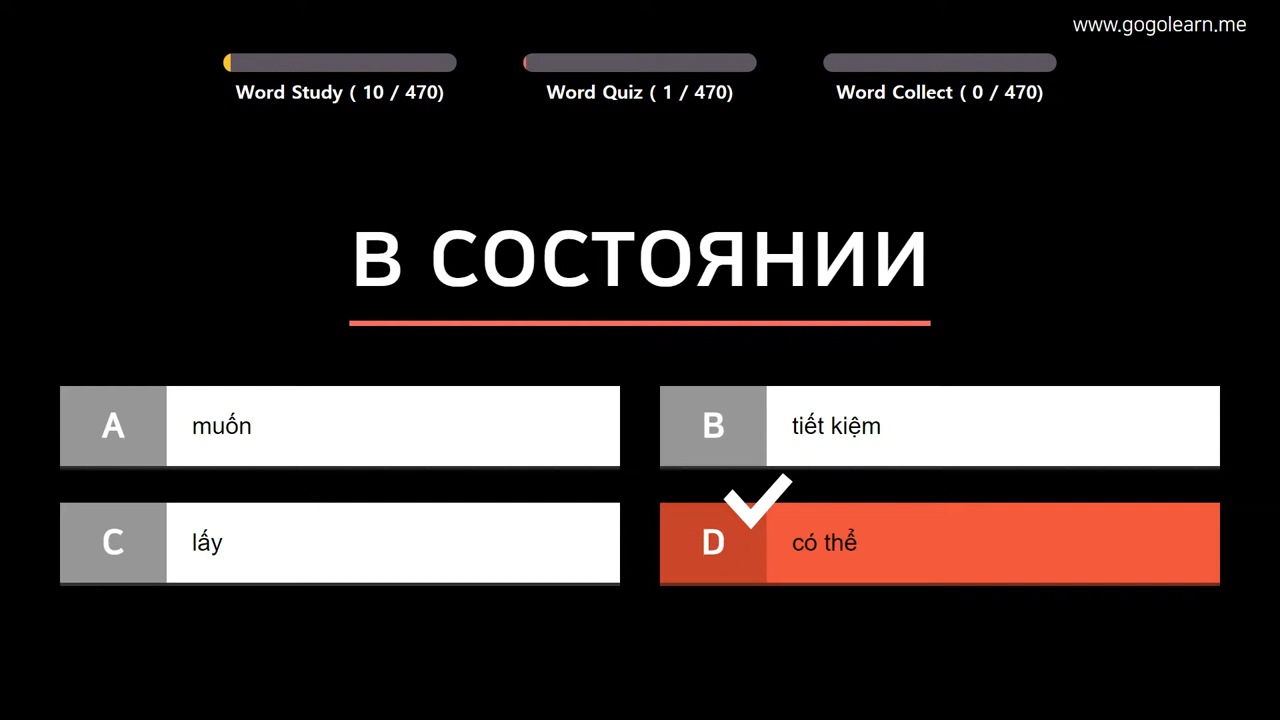 www.gogolearn.me
Word Study ( 10 / 470)
Word Quiz ( 1 / 470)
Word Collect ( 0 / 470)
в состоянии
A muốn
B tiết kiệm
C lấy
D có thể